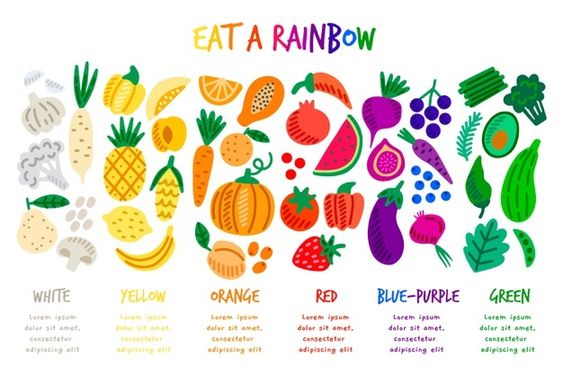 EAT A RAINBOW
WHITE
Lorem ipsum
dolor sit amet,
consectetur
adipiscing elit
YELLOW
Lorem ipsum
dolor sit amet,
consectetur
adipiscing elit
ORANGE
Lorem ipsum
dolor sit amet,
consectetur
adipiscing elit
RED
Lorem ipsum
dolor sit amet,
consectetur
adipiscing elit
BLUE-PURPLE
Lorem ipsum
dolor sit amet,
consectetur
adipiscing elit
GREEN
Lorem ipsum
dolor sit amet,
consectetur
adipiscing elit